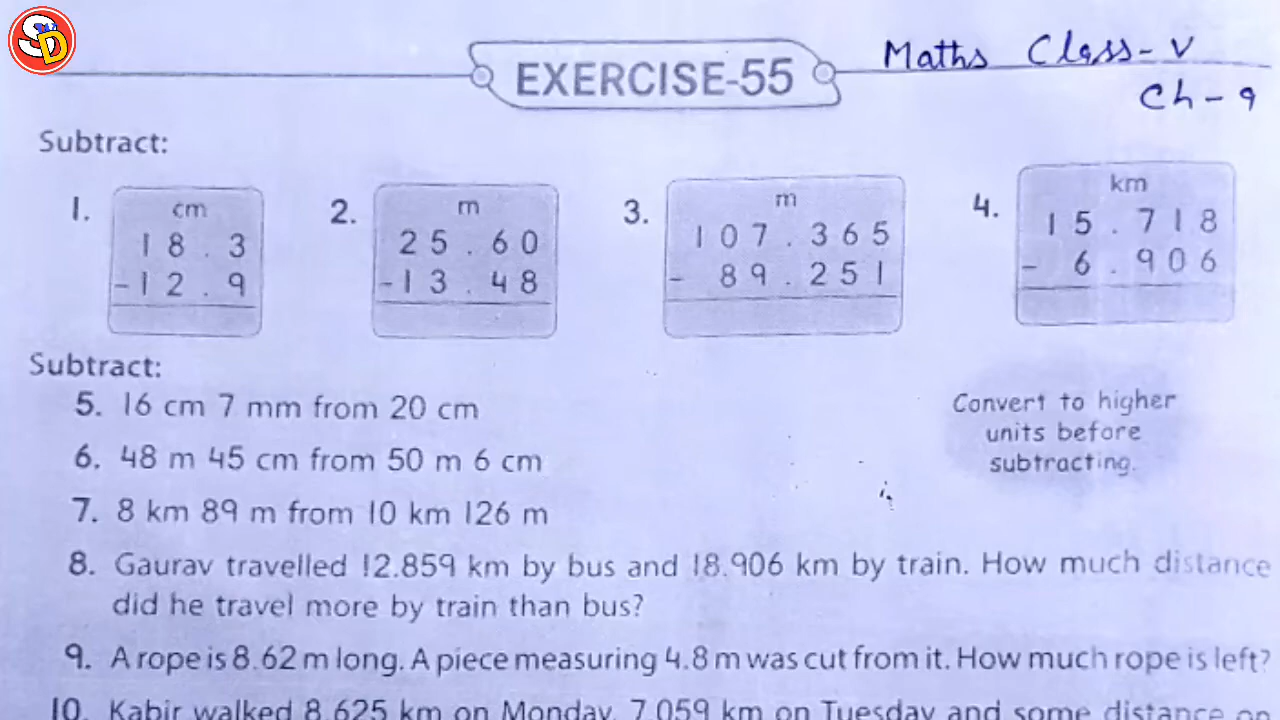 SD
EXERCISE-55
Maths Class-V
Ch-9
Subtract:
1. cm
18.3
-12.9
2. m
25.60
-13.48
3. m
107.365
- 89.251
4. km
15.718
- 6.906
Subtract:
5. 16 cm 7 mm from 20 cm
6. 48 m 45 cm from 50 m 6 cm
7. 8 km 89 m from 10 km 126 m
Convert to higher
units before
subtracting.
8. Gaurav travelled 12.859 km by bus and 18.906 km by train. How much distance
did he travel more by train than bus?
9. A rope is 8.62 m long. A piece measuring 4.8 m was cut from it. How much rope is left?
10. Kabir walked 8.625 km on Monday, 7.059 km on Tuesday and some distance on